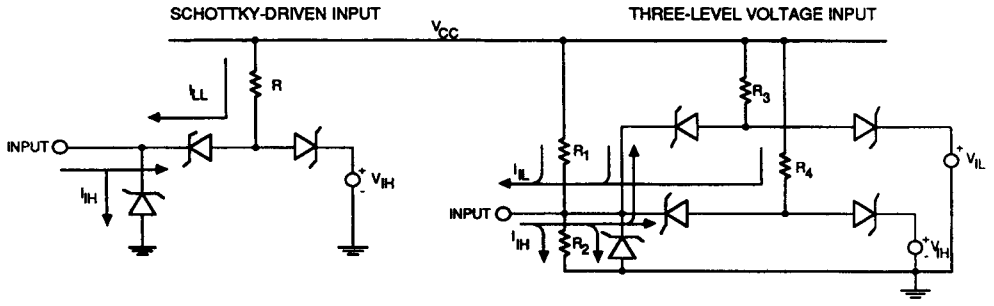 SCHOTTKY-DRIVEN INPUT
THREE-LEVEL VOLTAGE INPUT
VCC
ILL
R
R3
INPUT
+
VIH
-
IIH
R1
IIL
R4
+
VIL
-
INPUT
IIH
R2
+
VIH
-